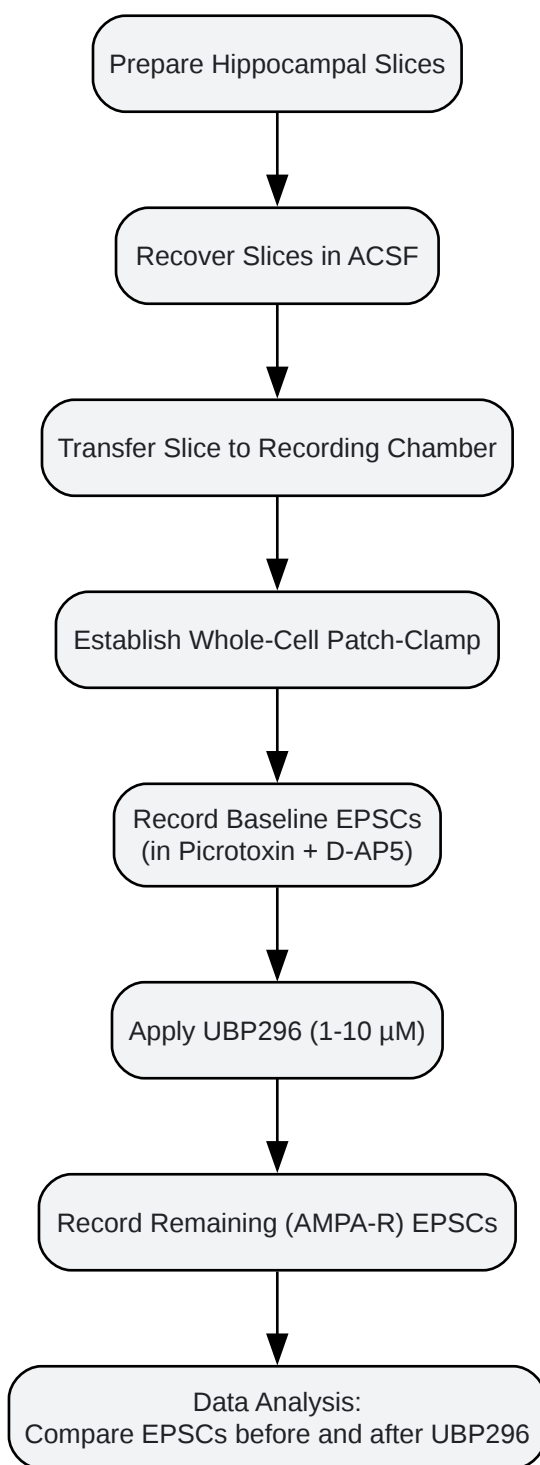 Prepare Hippocampal Slices
Recover Slices in ACSF
Transfer Slice to Recording Chamber
Establish Whole-Cell Patch-Clamp
Record Baseline EPSCs
(in Picrotoxin + D-AP5)
Apply UBP296 (1-10 µM)
Record Remaining (AMPA-R) EPSCs
Data Analysis:
Compare EPSCs before and after UBP296